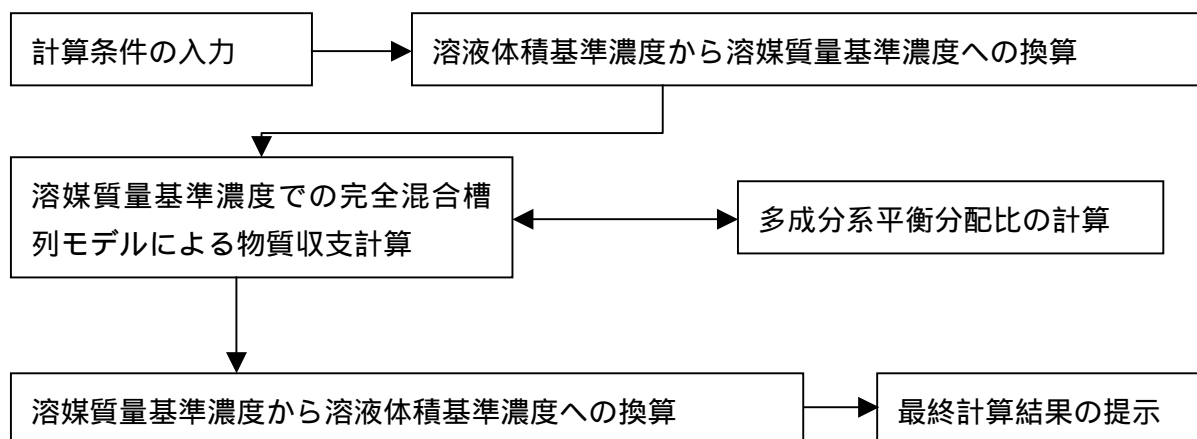 計算条件の入力
溶液体積基準濃度から溶媒質量基準濃度への換算
溶媒質量基準濃度での完全混合槽
列モデルによる物質収支計算
多成分系平衡分配比の計算
溶媒質量基準濃度から溶液体積基準濃度への換算
最終計算結果の提示